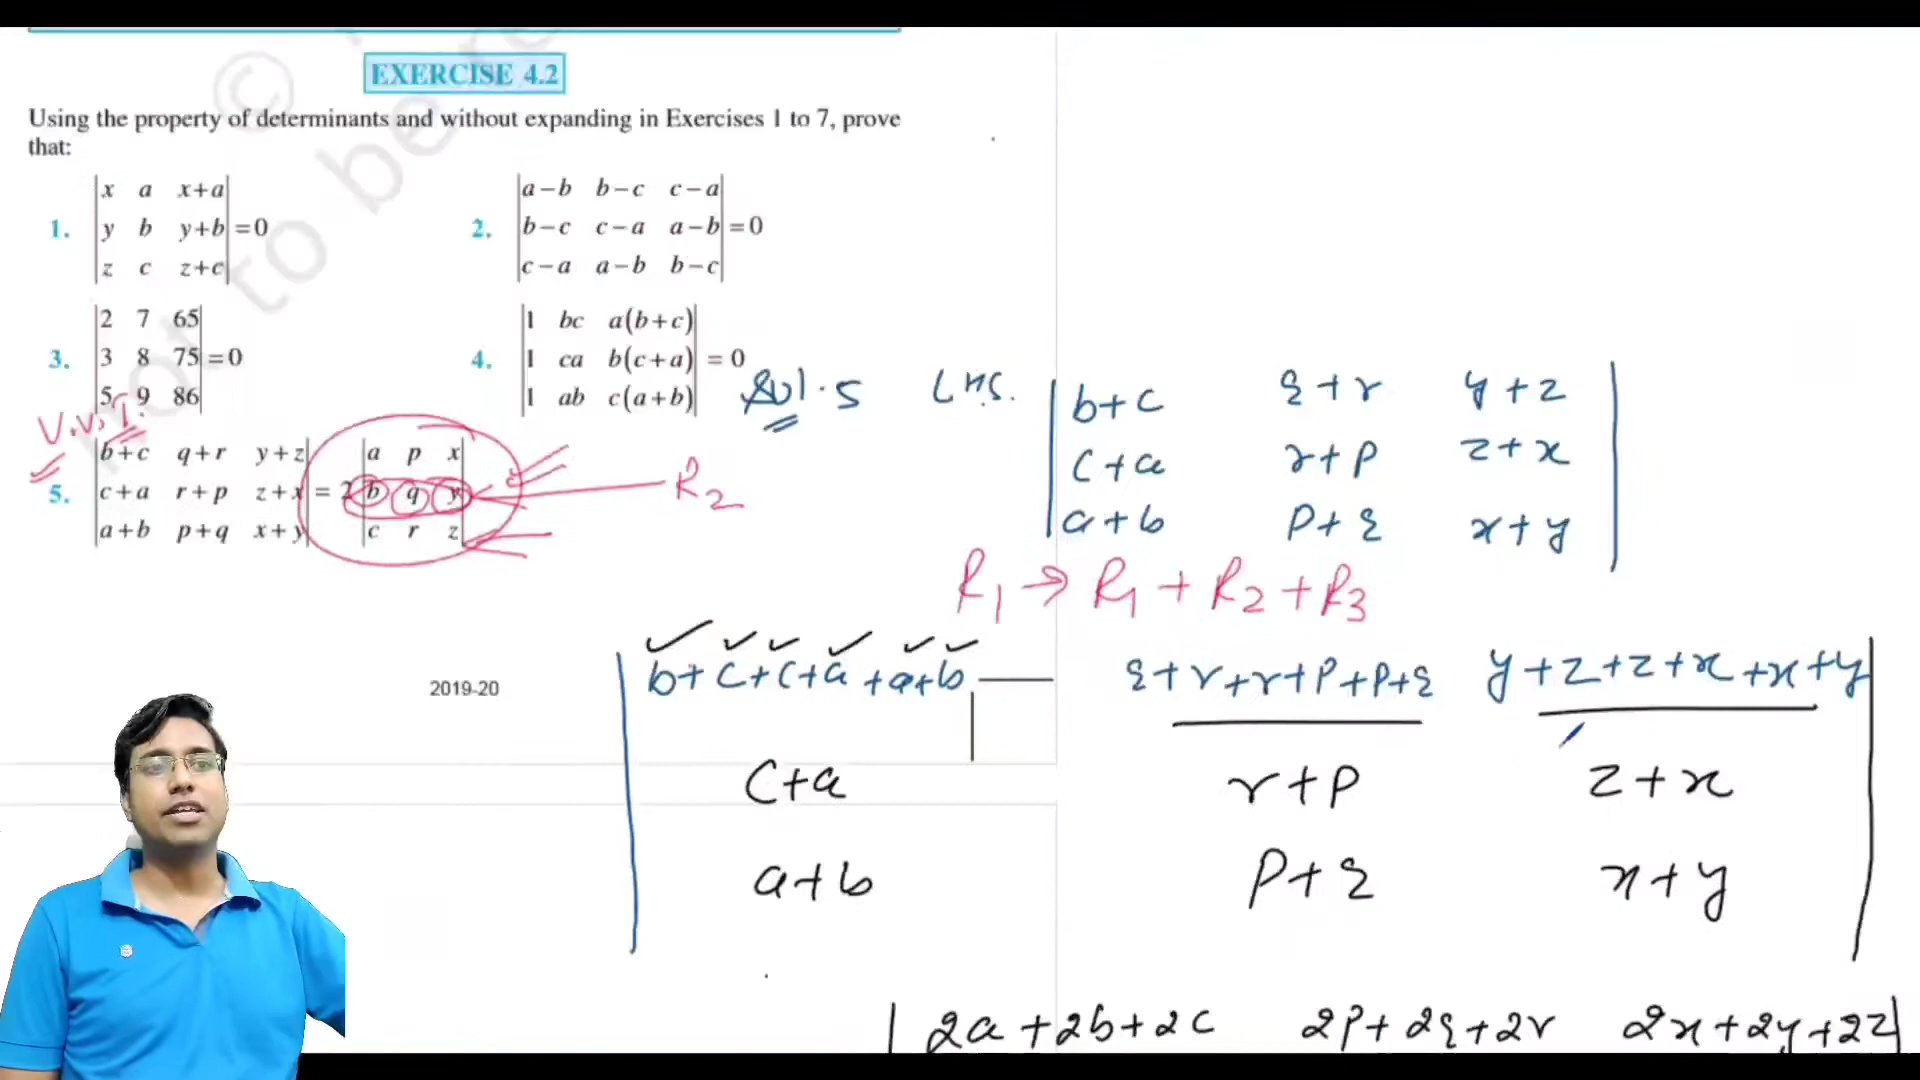 EXERCISE 4.2
Using the property of determinants and without expanding in Exercises 1 to 7, prove
that:
1. |x a x+a|
|y b y+b| = 0
|z c z+c|
2. |a−b b−c c−a|
|b−c c−a a−b| = 0
|c−a a−b b−c|
3. |2 7 65|
|3 8 75| = 0
|5 9 86|
4. |1 bc a(b+c)|
|1 ca b(c+a)| = 0
|1 ab c(a+b)|
V.V.I.
5. |b+c q+r y+z| |a p x|
|c+a r+p z+x| = 2 |b q y|
|a+b p+q x+y| |c r z|
R2
2019-20
Sol. 5 LHS.
|b+c q+r y+z|
|c+a r+p z+x|
|a+b p+q x+y|
R1 → R1 + R2 + R3
|b+c+c+a+a+b q+r+r+p+p+q y+z+z+x+x+y|
|c+a r+p z+x|
|a+b p+q x+y|
|2a+2b+2c 2p+2q+2r 2x+2y+2z|